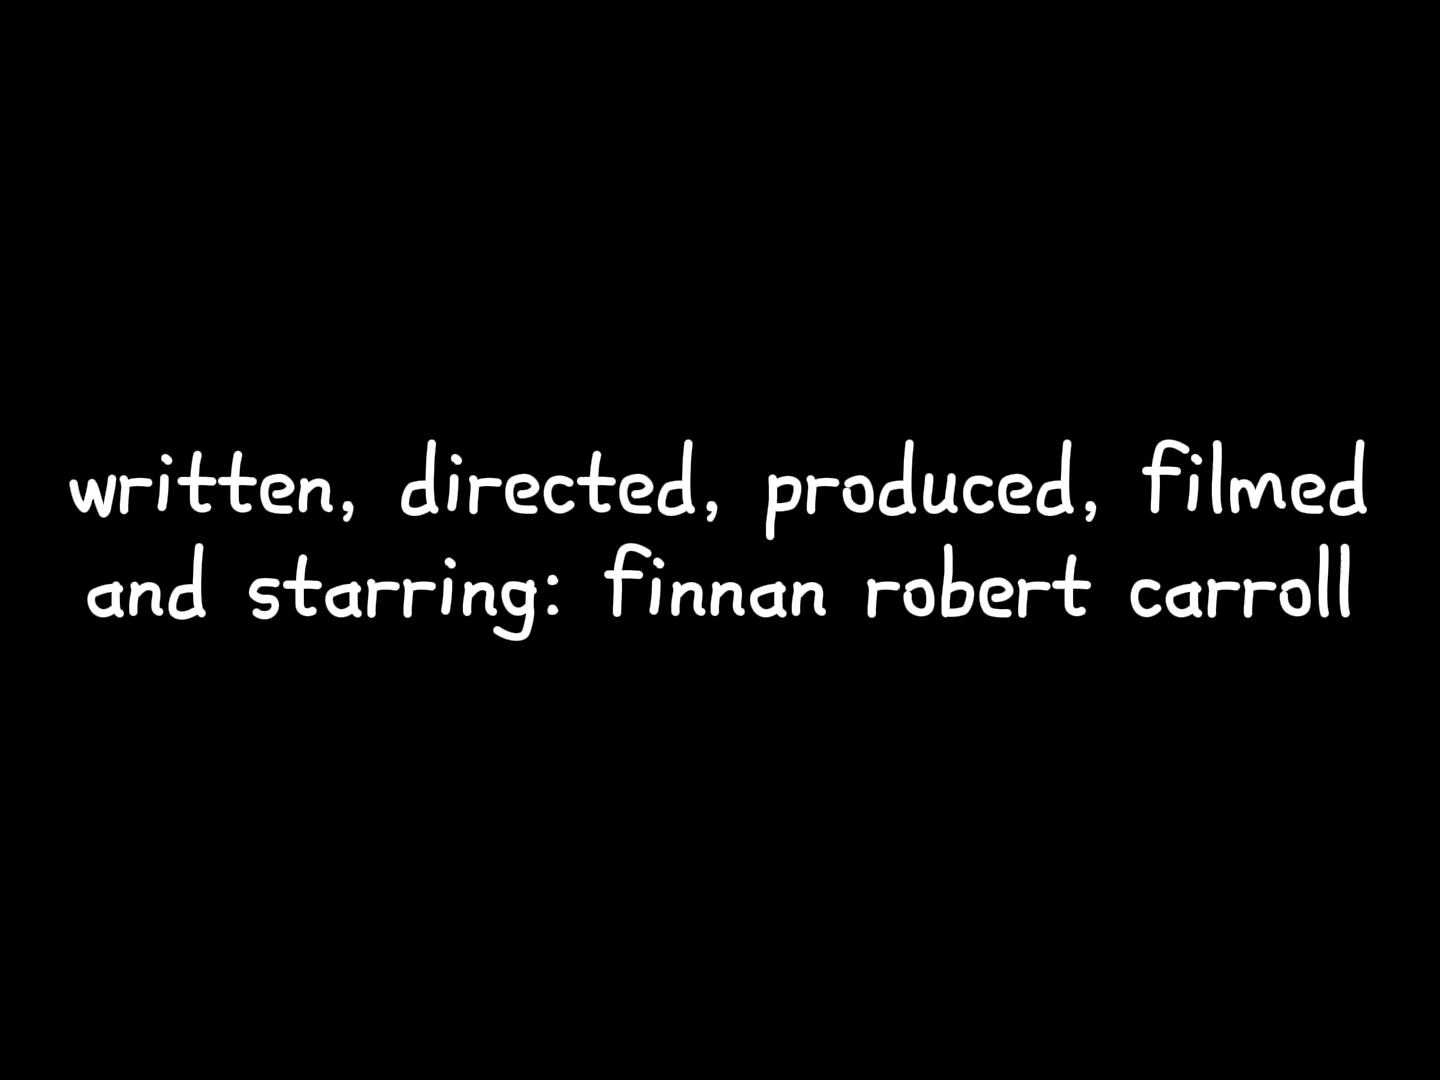 written, directed, produced, filmed
and starring: finnan robert carroll